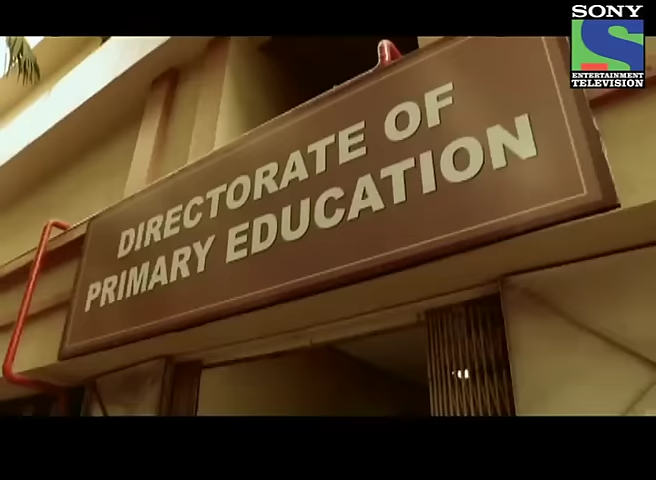 SONY
ENTERTAINMENT
TELEVISION
DIRECTORATE OF
PRIMARY EDUCATION